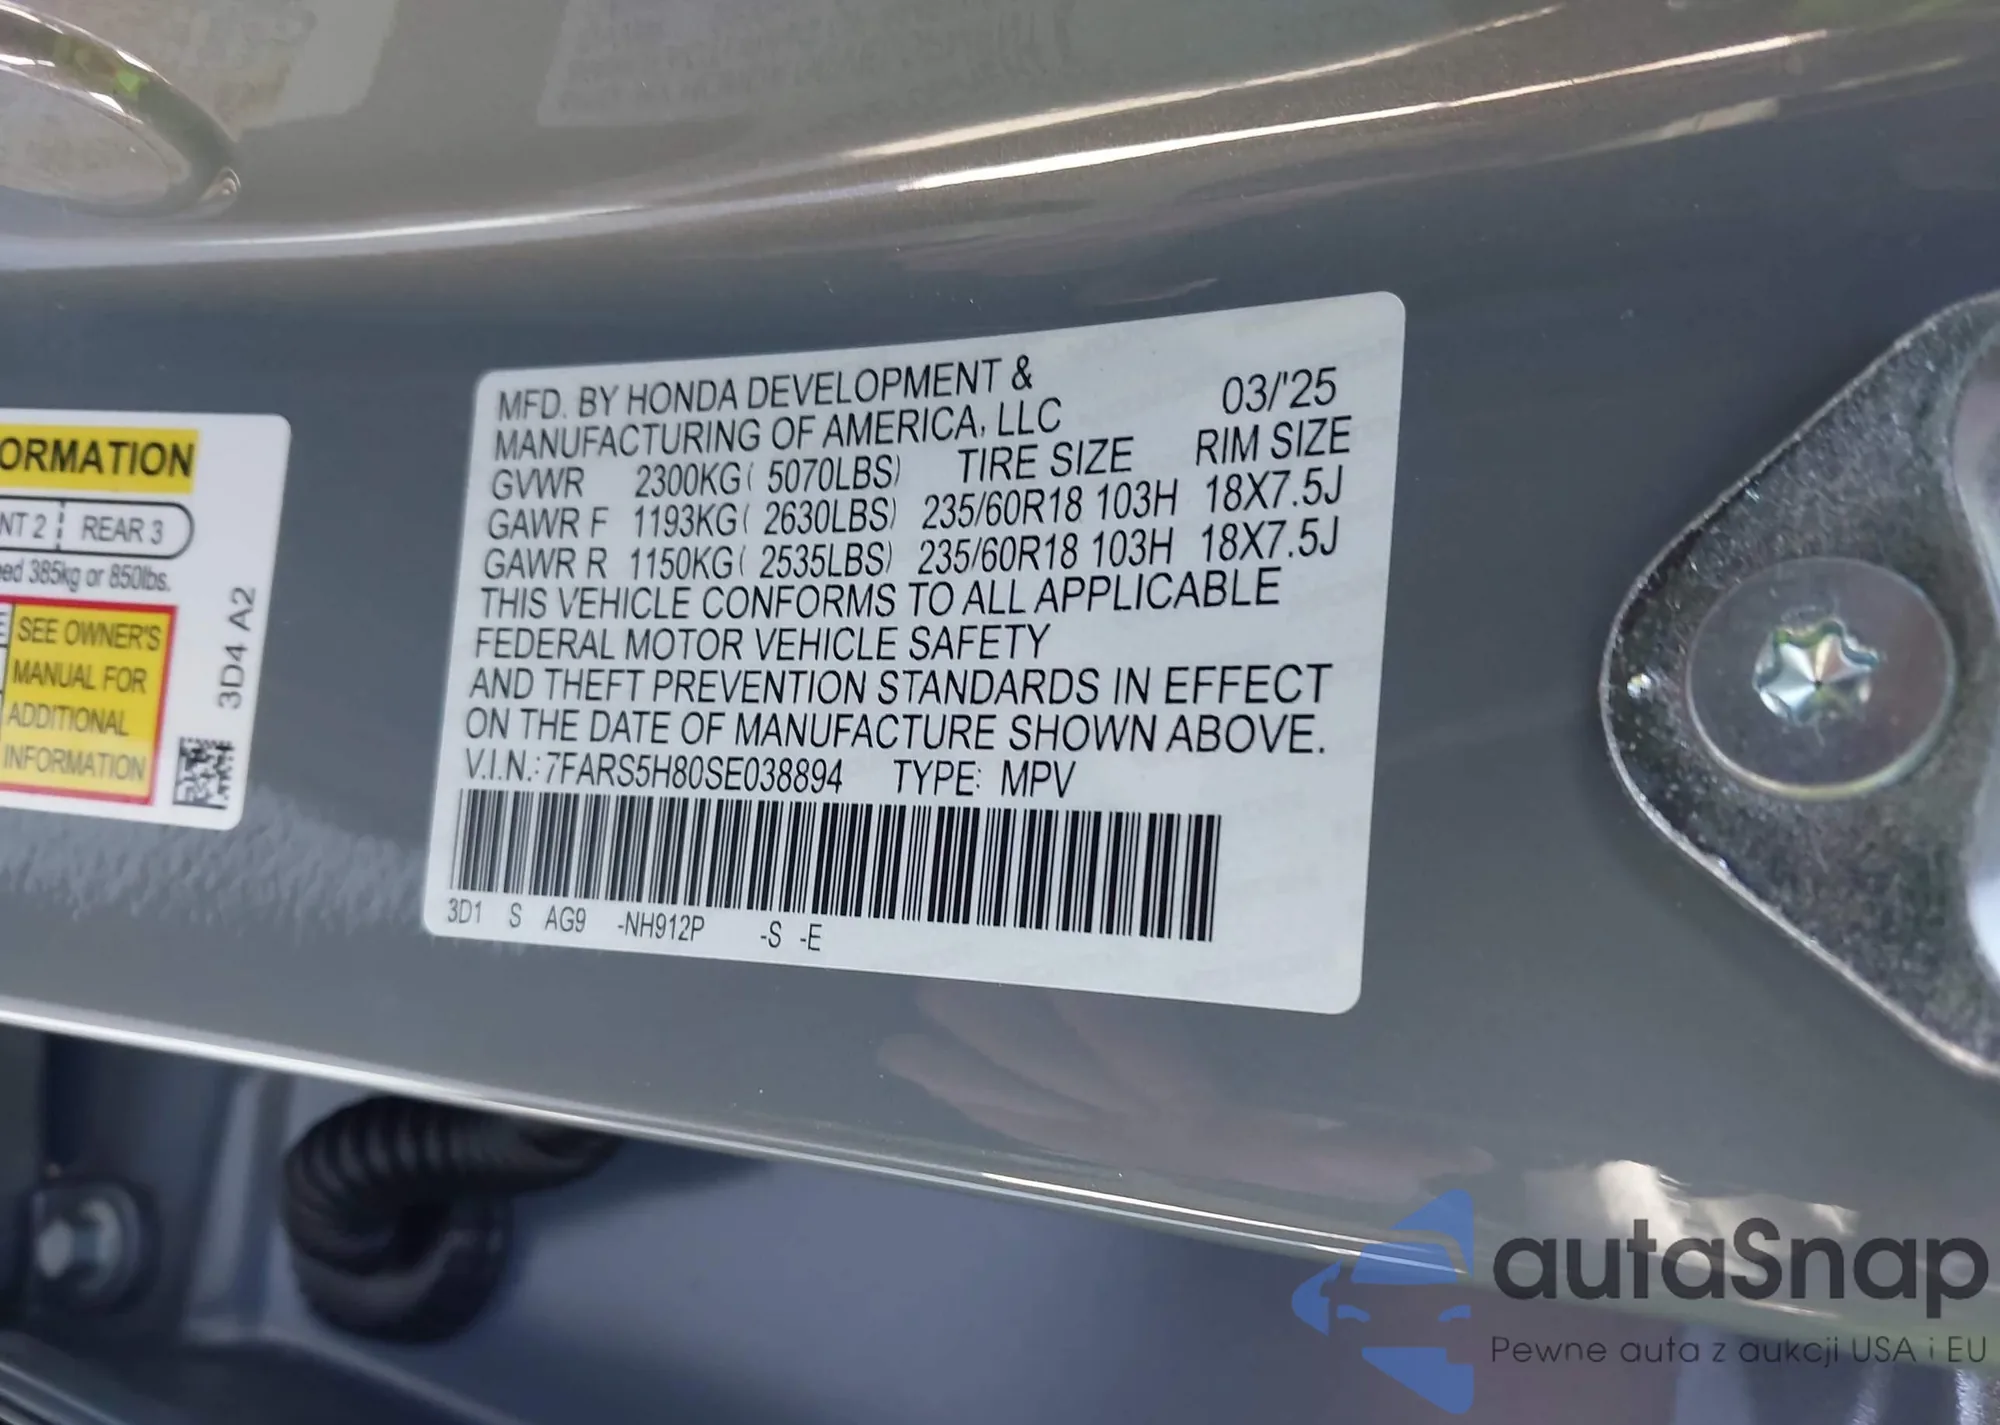 ORMATION
NT 2 REAR 3
ed 385kg or 850lbs.
SEE OWNER'S
MANUAL FOR
ADDITIONAL
INFORMATION
3D4 A2
MFD. BY HONDA DEVELOPMENT &
MANUFACTURING OF AMERICA, LLC 03/'25
GVWR 2300KG( 5070LBS) TIRE SIZE RIM SIZE
GAWR F 1193KG( 2630LBS) 235/60R18 103H 18X7.5J
GAWR R 1150KG( 2535LBS) 235/60R18 103H 18X7.5J
THIS VEHICLE CONFORMS TO ALL APPLICABLE
FEDERAL MOTOR VEHICLE SAFETY
AND THEFT PREVENTION STANDARDS IN EFFECT
ON THE DATE OF MANUFACTURE SHOWN ABOVE.
V.I.N.: 7FARS5H80SE038894 TYPE: MPV
3D1 S AG9 -NH912P -S -E
autaSnap
Pewne auta z aukcji USA i EU